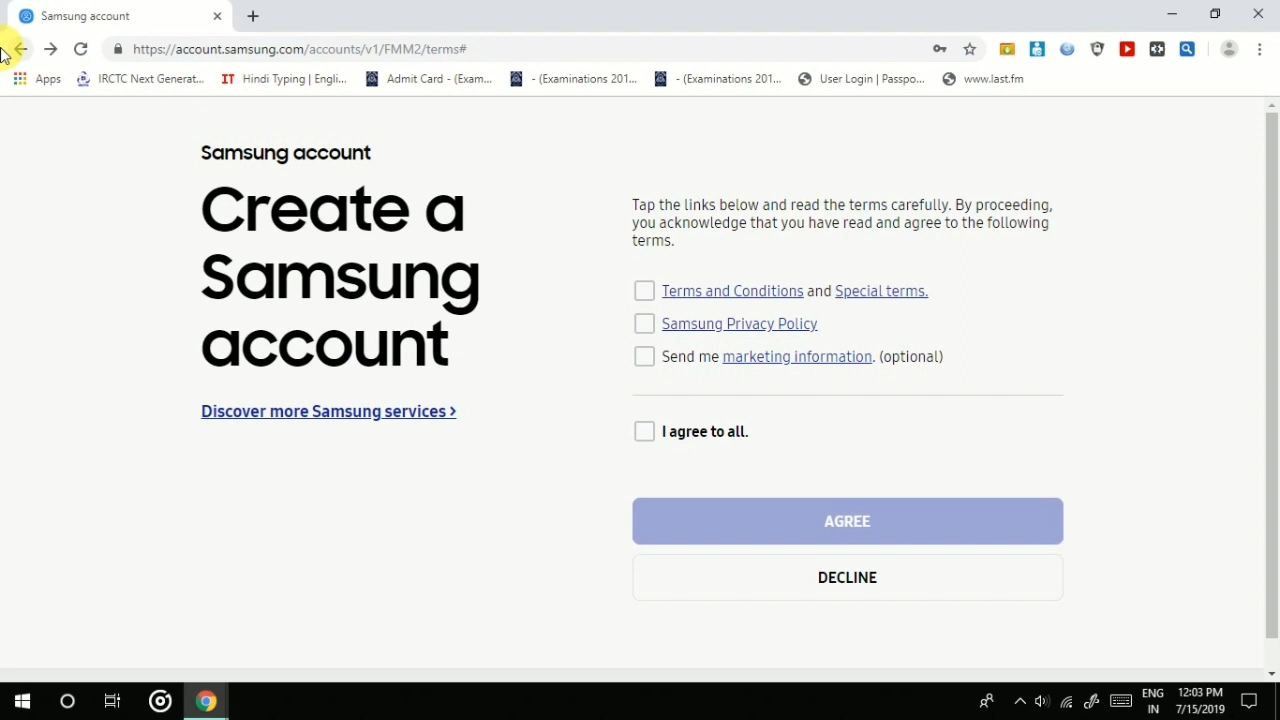 Samsung account
https://account.samsung.com/accounts/v1/FMM2/terms#
Apps
IRCTC Next Generat...
IT Hindi Typing | Engli...
Admit Card - (Exam...
- (Examinations 201...
- (Examinations 201...
User Login | Passpo...
www.last.fm
Samsung account
Create a
Samsung
account
Discover more Samsung services >
Tap the links below and read the terms carefully. By proceeding,
you acknowledge that you have read and agree to the following
terms.
Terms and Conditions and Special terms.
Samsung Privacy Policy
Send me marketing information. (optional)
I agree to all.
AGREE
DECLINE
ENG
IN
12:03 PM
7/15/2019